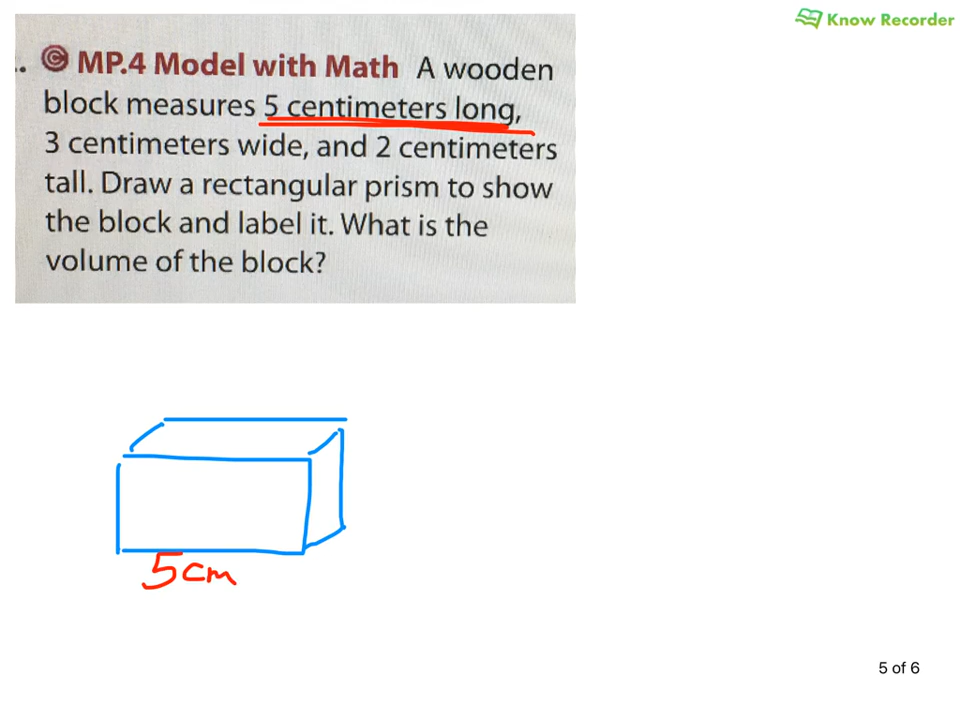 Know Recorder
.. MP.4 Model with Math A wooden
block measures 5 centimeters long,
3 centimeters wide, and 2 centimeters
tall. Draw a rectangular prism to show
the block and label it. What is the
volume of the block?
5 cm
5 of 6